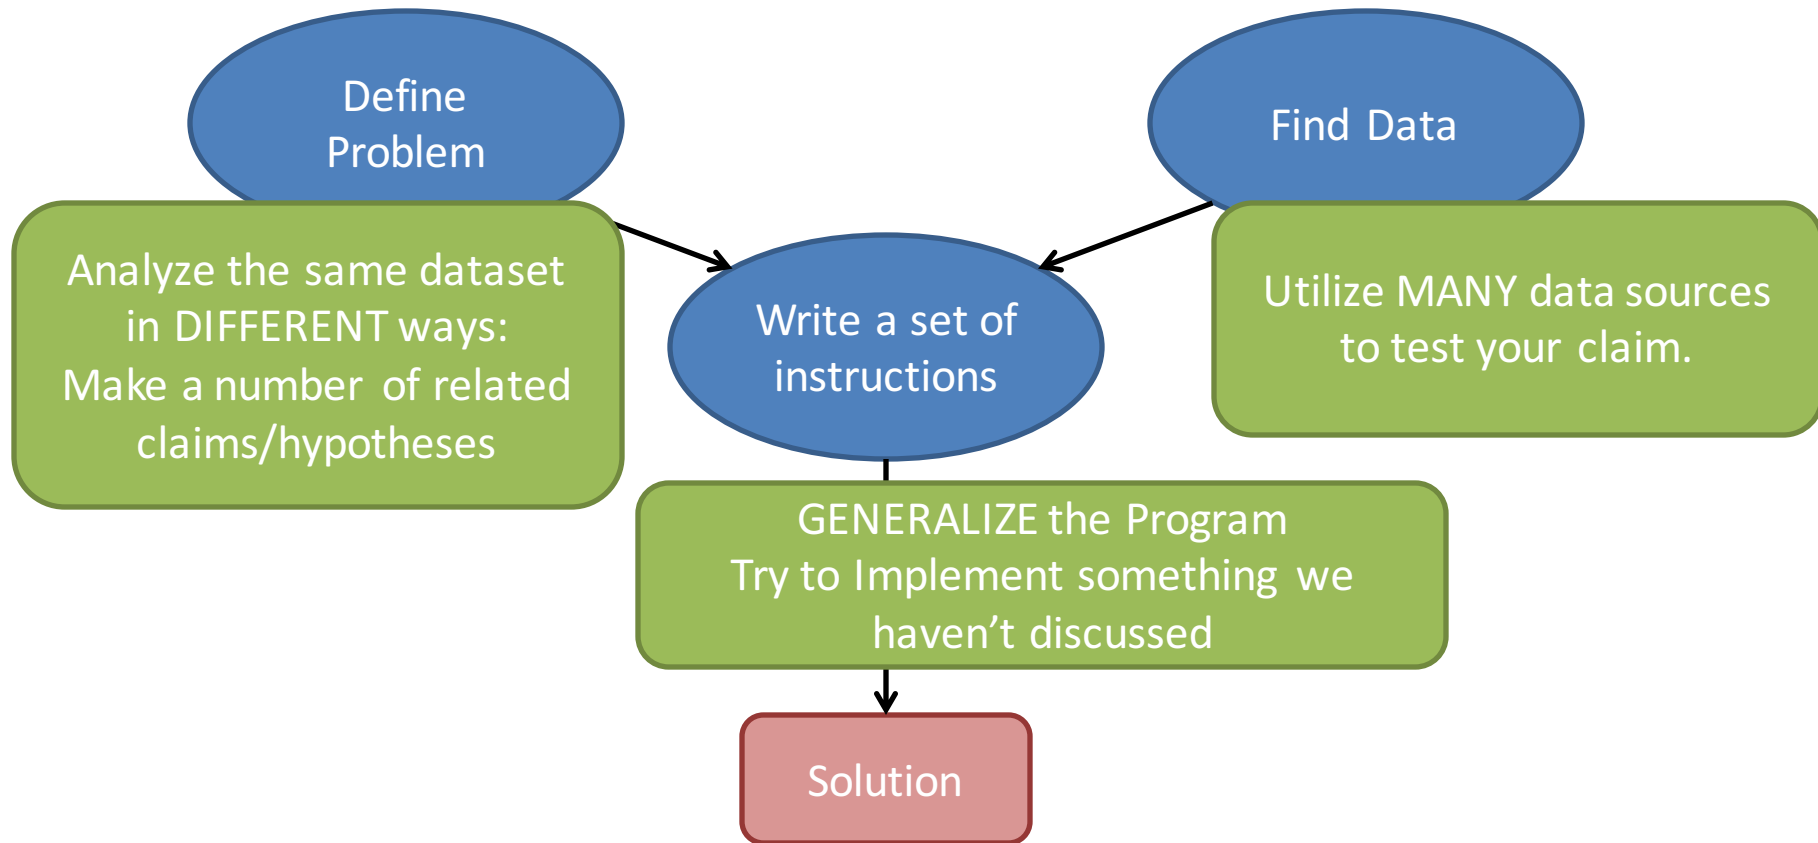 Define
Problem
Find Data
Analyze the same dataset
in DIFFERENT ways:
Make a number of related
claims/hypotheses
Utilize MANY data sources
to test your claim.
Write a set of
instructions
GENERALIZE the Program
Try to Implement something we
haven’t discussed
Solution